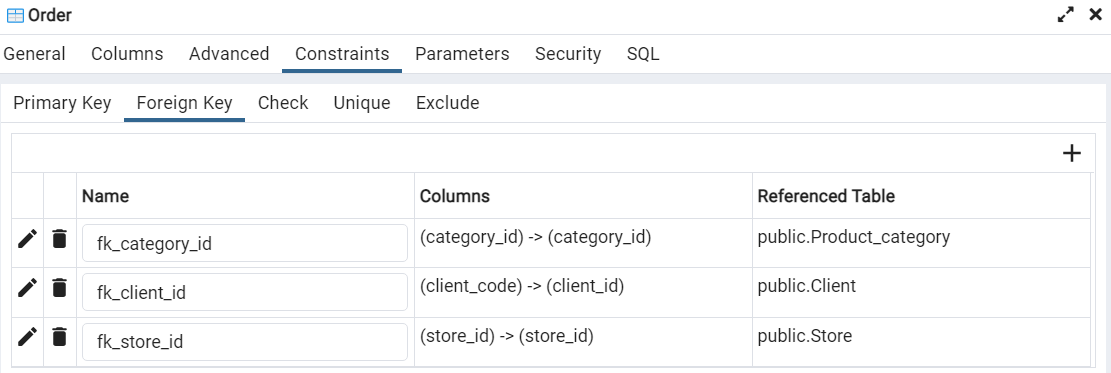 Order
General Columns Advanced Constraints Parameters Security SQL
Primary Key Foreign Key Check Unique Exclude
Name Columns Referenced Table
fk_category_id (category_id) -> (category_id) public.Product_category
fk_client_id (client_code) -> (client_id) public.Client
fk_store_id (store_id) -> (store_id) public.Store